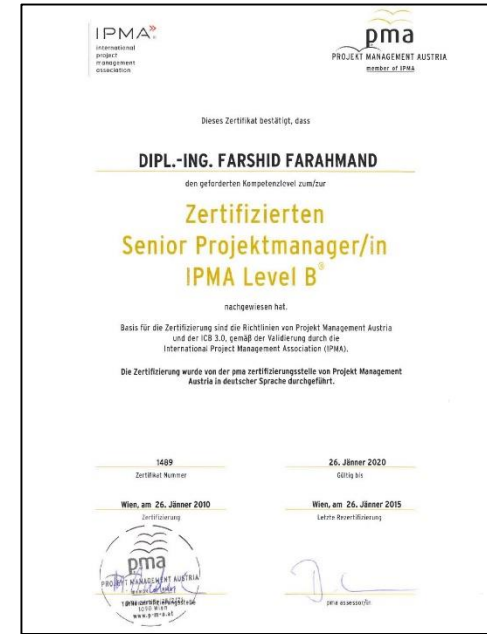 IPMA
international
project
management
association
pma
PROJEKT MANAGEMENT AUSTRIA
member of IPMA
Dieses Zertifikat bestätigt, dass
DIPL.-ING. FARSHID FARAHMAND
den geforderten Kompetenzlevel zum/zur
Zertifizierten
Senior Projektmanager/in
IPMA Level B®
nachgewiesen hat.
Basis für die Zertifizierung sind die Richtlinien von Projekt Management Austria
und der ICB 3.0, gemäß der Validierung durch die
International Project Management Association (IPMA).
Die Zertifizierung wurde von der pma zertifizierungsstelle von Projekt Management
Austria in deutscher Sprache durchgeführt.
1489
Zertifikat Nummer
26. Jänner 2020
Gültig bis
Wien, am 26. Jänner 2010
Zertifizierung
Wien, am 26. Jänner 2015
Letzte Rezertifizierung
pma
PROJEKT MANAGEMENT AUSTRIA
1090 Wien
www.p-m-a.at
pma assessor/in